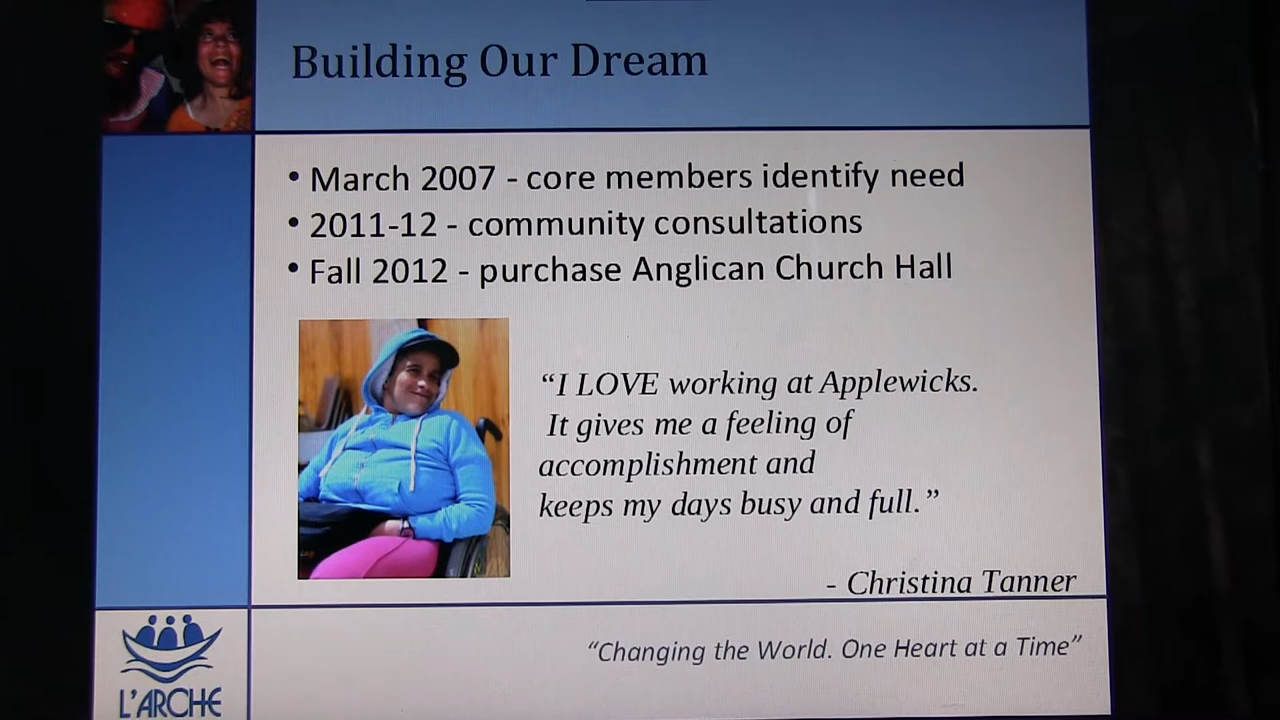 Building Our Dream
• March 2007 - core members identify need
• 2011-12 - community consultations
• Fall 2012 - purchase Anglican Church Hall
“I LOVE working at Applewicks.
It gives me a feeling of
accomplishment and
keeps my days busy and full.”
- Christina Tanner
“Changing the World. One Heart at a Time”
L'ARCHE